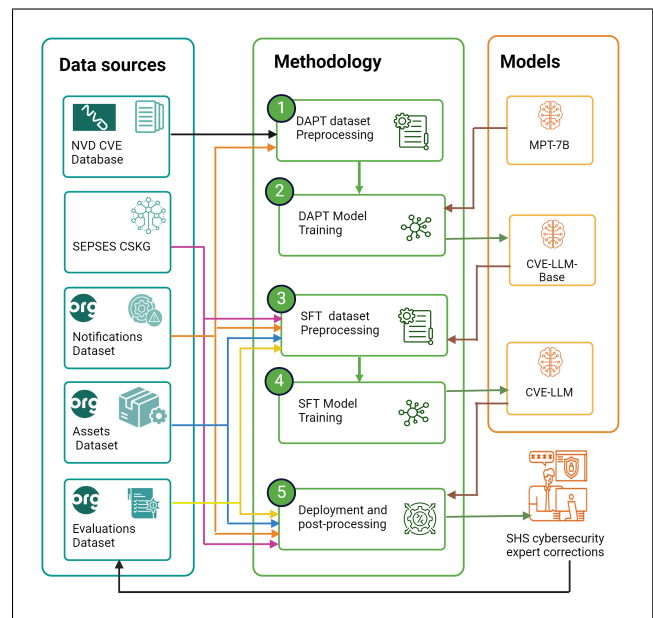 Data sources
NVD
NVD CVE
Database
SEPSES CSKG
org
Notifications
Dataset
org
Assets
Dataset
org
Evaluations
Dataset
Methodology
1
DAPT dataset
Preprocessing
2
DAPT Model
Training
3
SFT dataset
Preprocessing
4
SFT Model
Training
5
Deployment and
post-processing
Models
MPT-7B
CVE-LLM-
Base
CVE-LLM
SHS cybersecurity
expert corrections